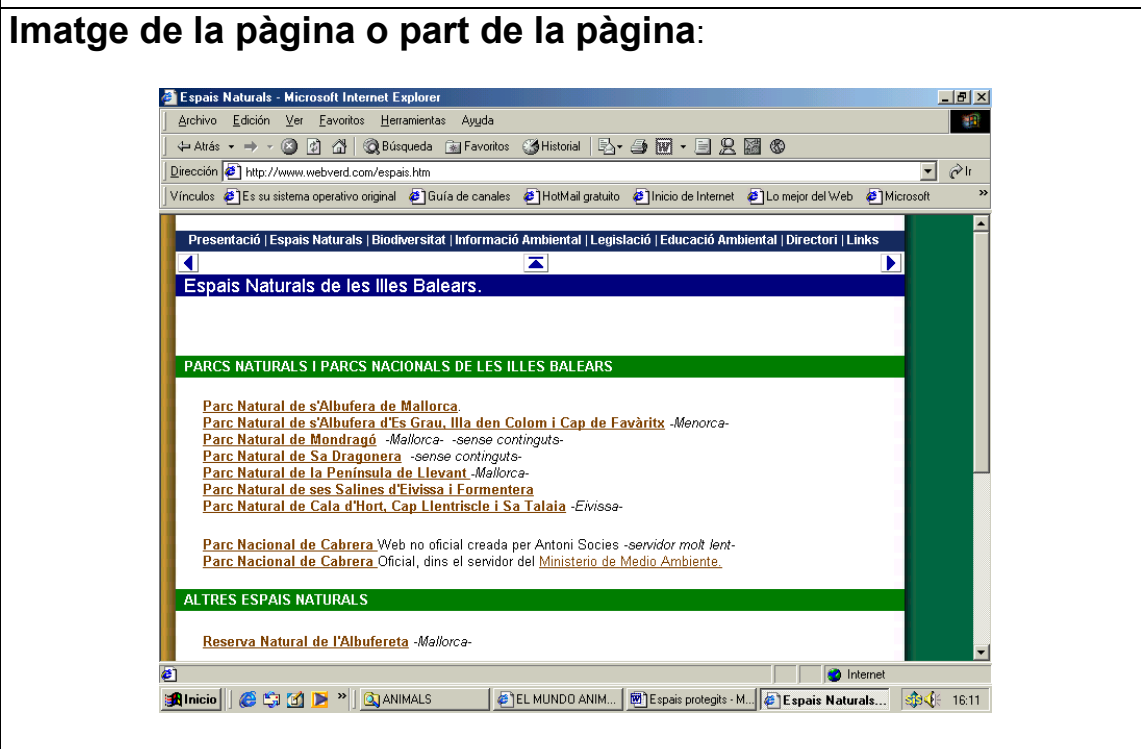 Imatge de la pàgina o part de la pàgina:
Espais Naturals - Microsoft Internet Explorer
Archivo Edición Ver Favoritos Herramientas Ayuda
Atrás Búsqueda Favoritos Historial
Dirección http://www.webverd.com/espais.htm Ir
Vínculos Es su sistema operativo original Guía de canales HotMail gratuito Inicio de Internet Lo mejor del Web Microsoft »
Presentació | Espais Naturals | Biodiversitat | Informació Ambiental | Legislació | Educació Ambiental | Directori | Links
Espais Naturals de les Illes Balears.
PARCS NATURALS I PARCS NACIONALS DE LES ILLES BALEARS
Parc Natural de s'Albufera de Mallorca.
Parc Natural de s'Albufera d'Es Grau, Illa den Colom i Cap de Favàritx -Menorca-
Parc Natural de Mondragó -Mallorca- -sense continguts-
Parc Natural de Sa Dragonera -sense continguts-
Parc Natural de la Península de Llevant -Mallorca-
Parc Natural de ses Salines d'Eivissa i Formentera
Parc Natural de Cala d'Hort, Cap Llentriscle i Sa Talaia -Eivissa-
Parc Nacional de Cabrera Web no oficial creada per Antoni Socies -servidor molt lent-
Parc Nacional de Cabrera Oficial, dins el servidor del Ministerio de Medio Ambiente.
ALTRES ESPAIS NATURALS
Reserva Natural de l'Albufereta -Mallorca-
Internet
Inicio » ANIMALS EL MUNDO ANIM... Espais protegits - M... Espais Naturals... 16:11